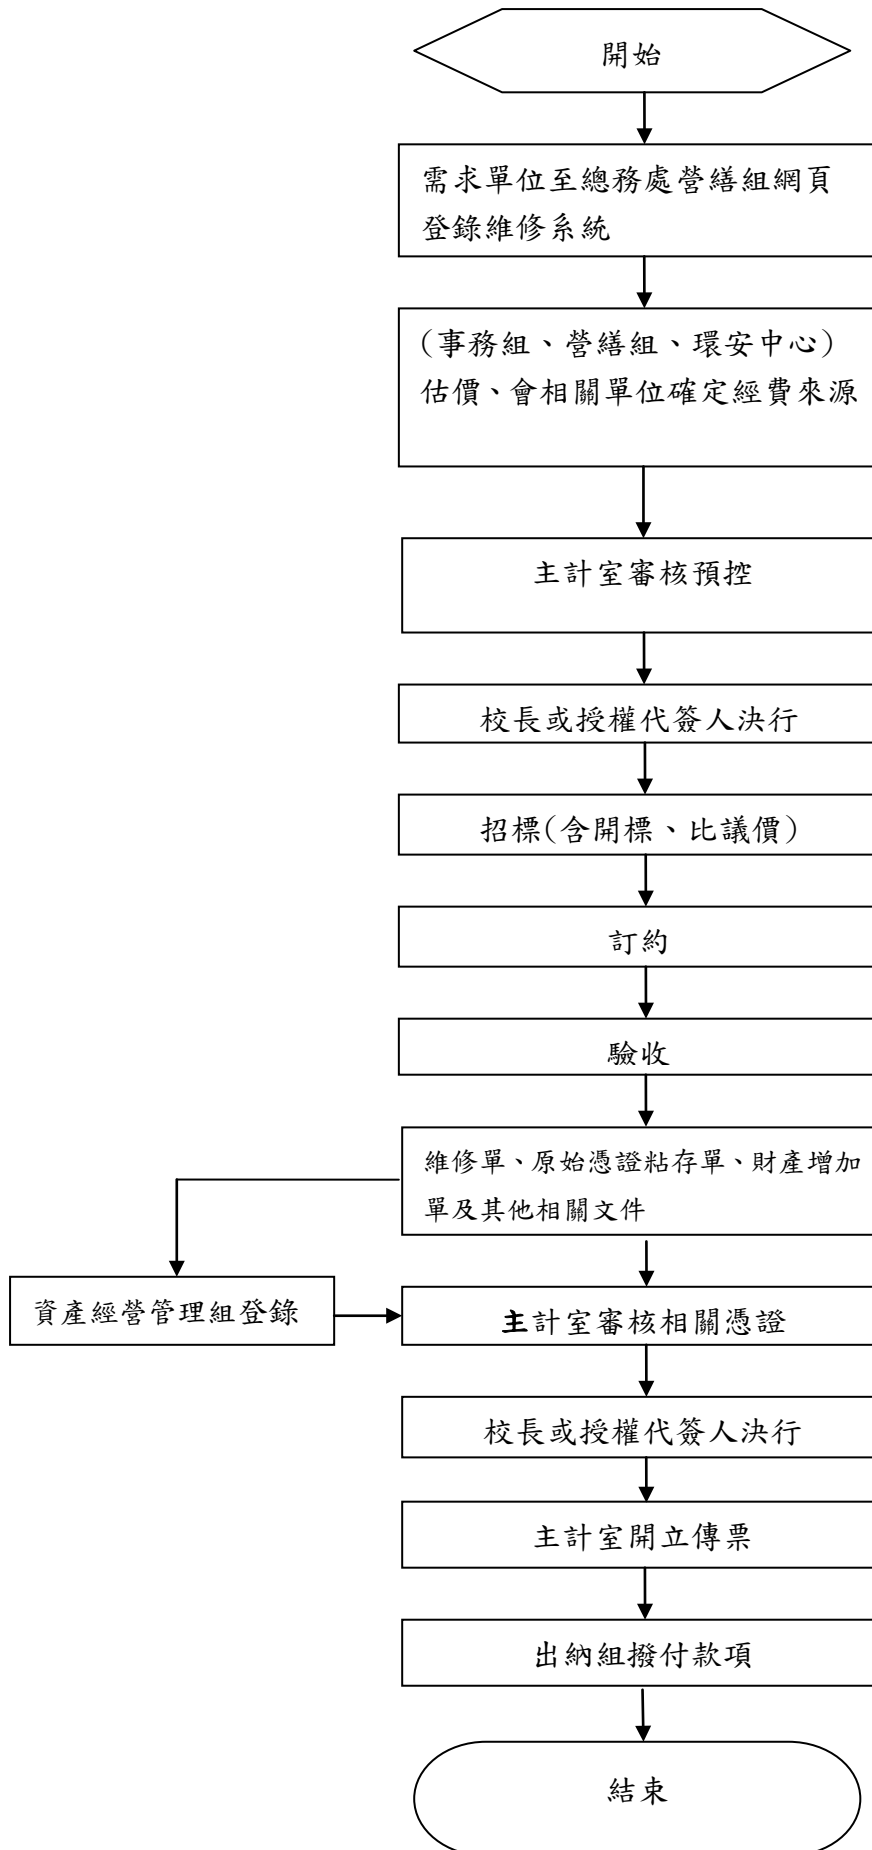 開始
需求單位至總務處營繕組網頁
登錄維修系統
(事務組、營繕組、環安中心)
估價、會相關單位確定經費來源
主計室審核預控
校長或授權代簽人決行
招標(含開標、比議價)
訂約
驗收
維修單、原始憑證粘存單、財產增加
單及其他相關文件
資產經營管理組登錄
主計室審核相關憑證
校長或授權代簽人決行
主計室開立傳票
出納組撥付款項
結束